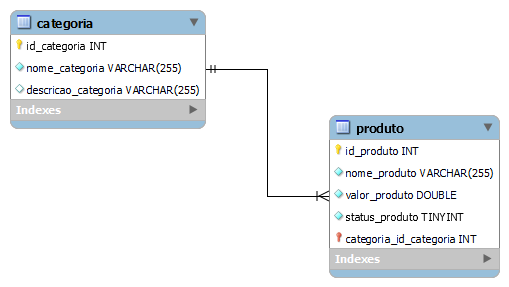 categoria
id_categoria INT
nome_categoria VARCHAR(255)
descricao_categoria VARCHAR(255)
Indexes
produto
id_produto INT
nome_produto VARCHAR(255)
valor_produto DOUBLE
status_produto TINYINT
categoria_id_categoria INT
Indexes